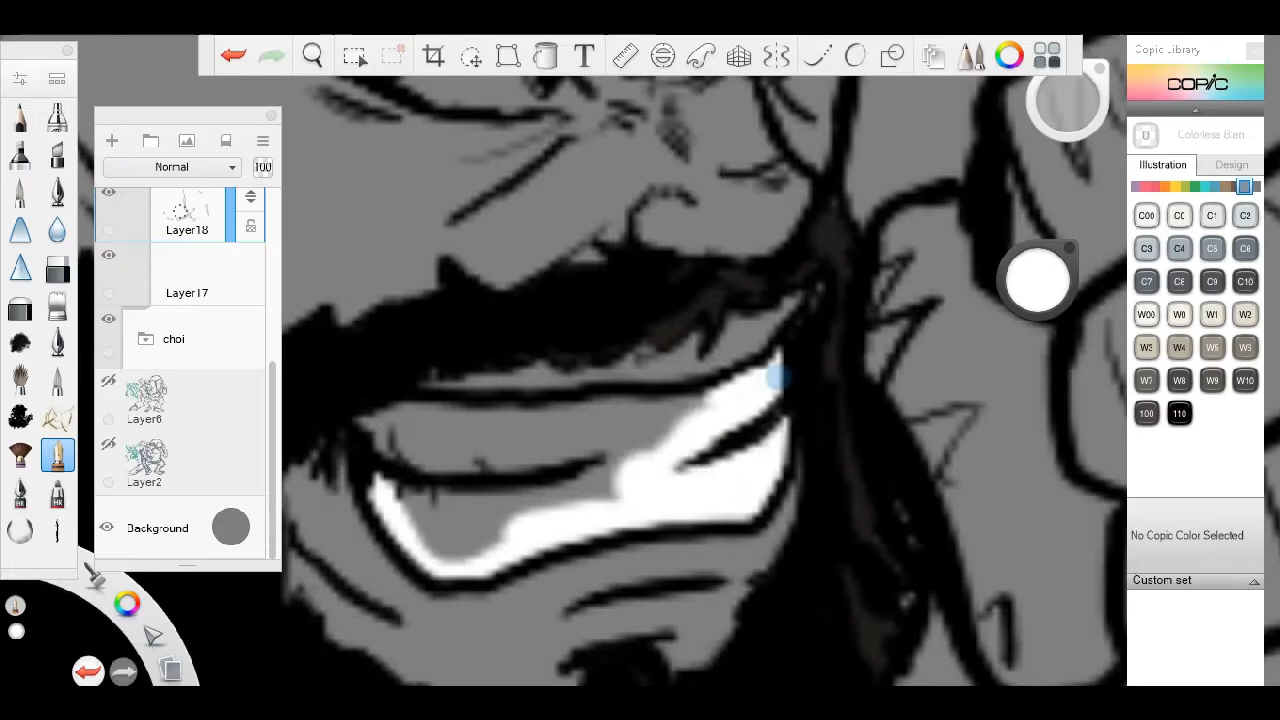 Copic Library
COPIC
Colorless Blen...
Illustration
Design
Normal
100
Layer18
Layer17
choi
Layer6
Layer2
Background
C00 C0 C1 C2
C3 C4 C5 C6
C7 C8 C9 C10
W00 W0 W1 W2
W3 W4 W5 W6
W7 W8 W9 W10
100 110
No Copic Color Selected
Custom set
T
HR HR